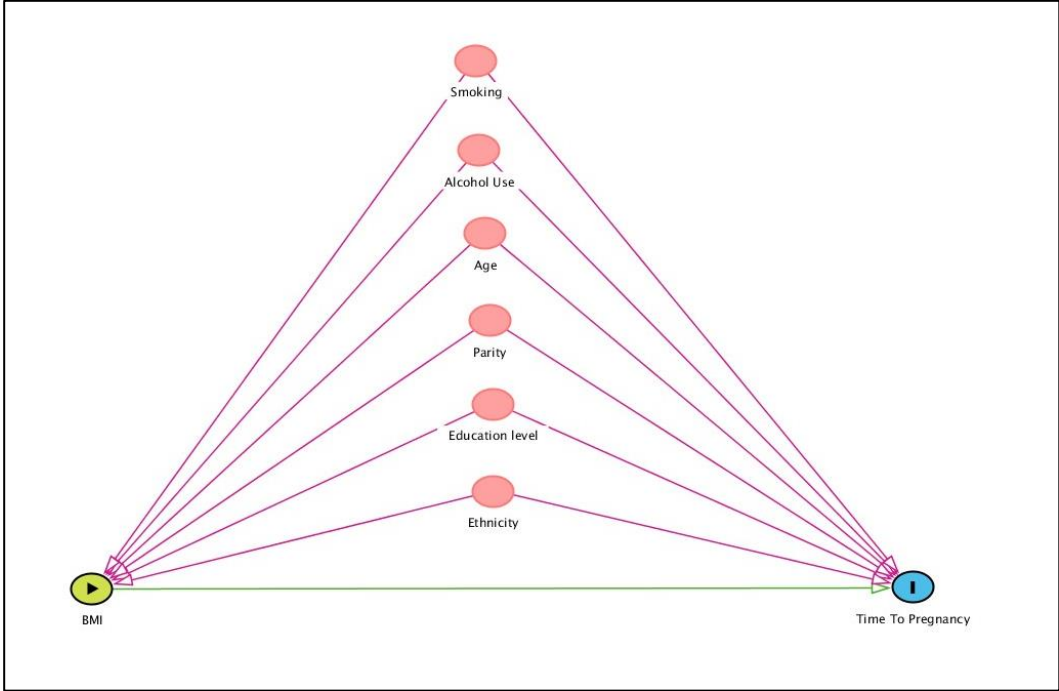 Smoking
Alcohol Use
Age
Parity
Education level
Ethnicity
BMI
Time To Pregnancy